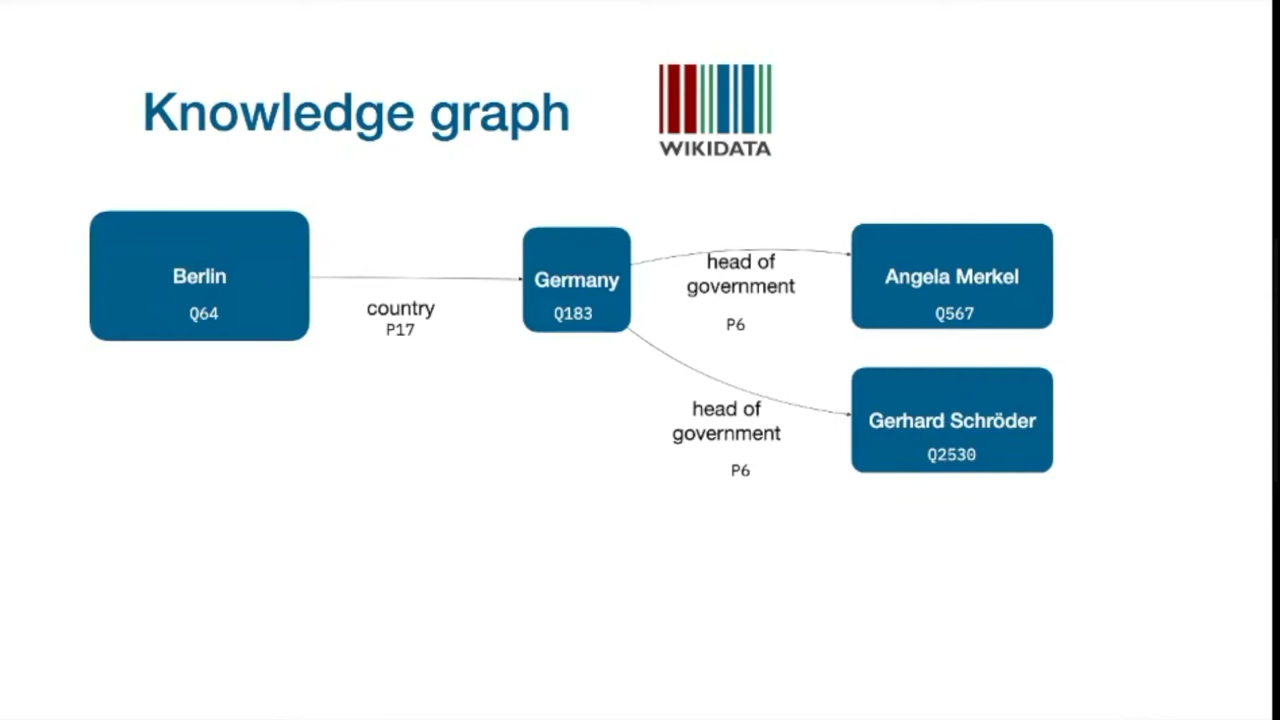 Knowledge graph
WIKIDATA
Berlin
Q64
country
P17
Germany
Q183
head of
government
P6
Angela Merkel
Q567
head of
government
P6
Gerhard Schröder
Q2530